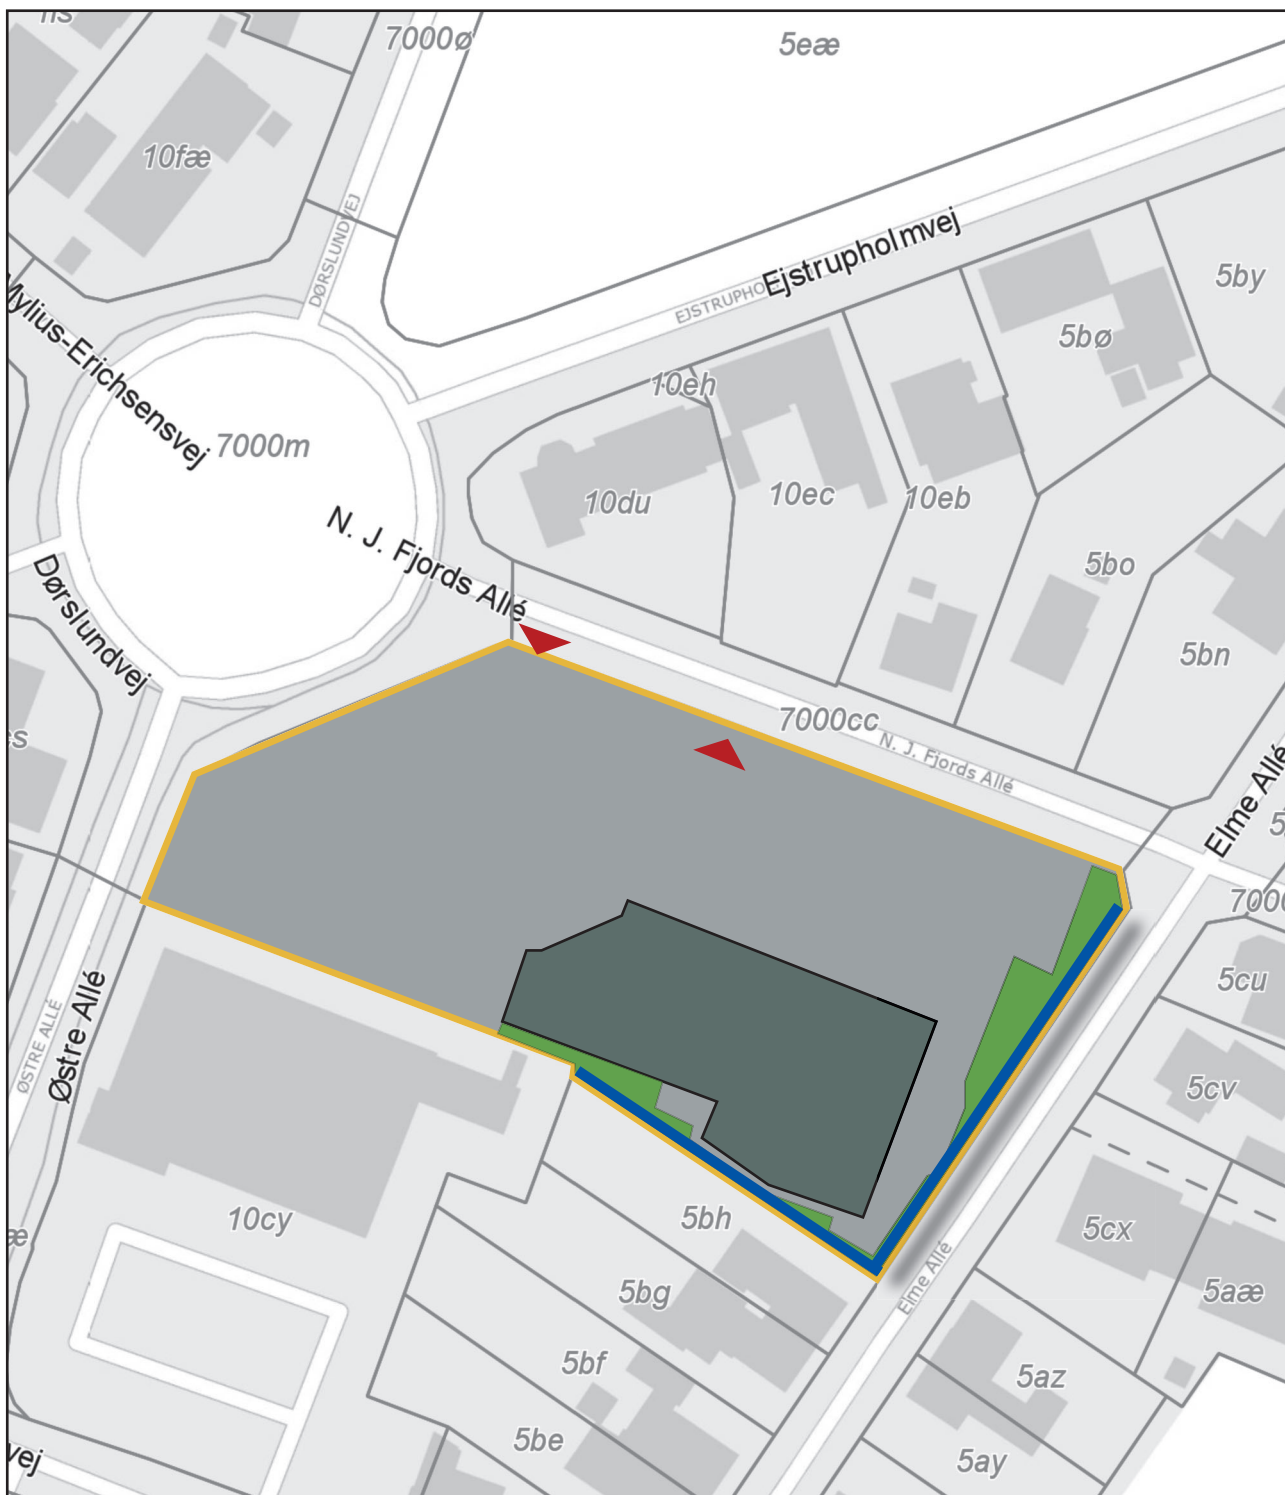 7000ø
5eæ
10fæ
DØRSLUNDVEJ
Ejstrupholmvej
5by
5bø
Mylius-Erichsensvej
7000m
10eh
10du
10ec
10eb
5bo
N. J. Fjords Allé
Dørslundvej
5bn
7000cc
N. J. Fjords Allé
Elme Allé
5cu
Østre Allé
ØSTRE ALLÉ
5cv
10cy
5bh
5cx
5bg
Elme Allé
5aæ
5bf
5az
5be
5ay
vej